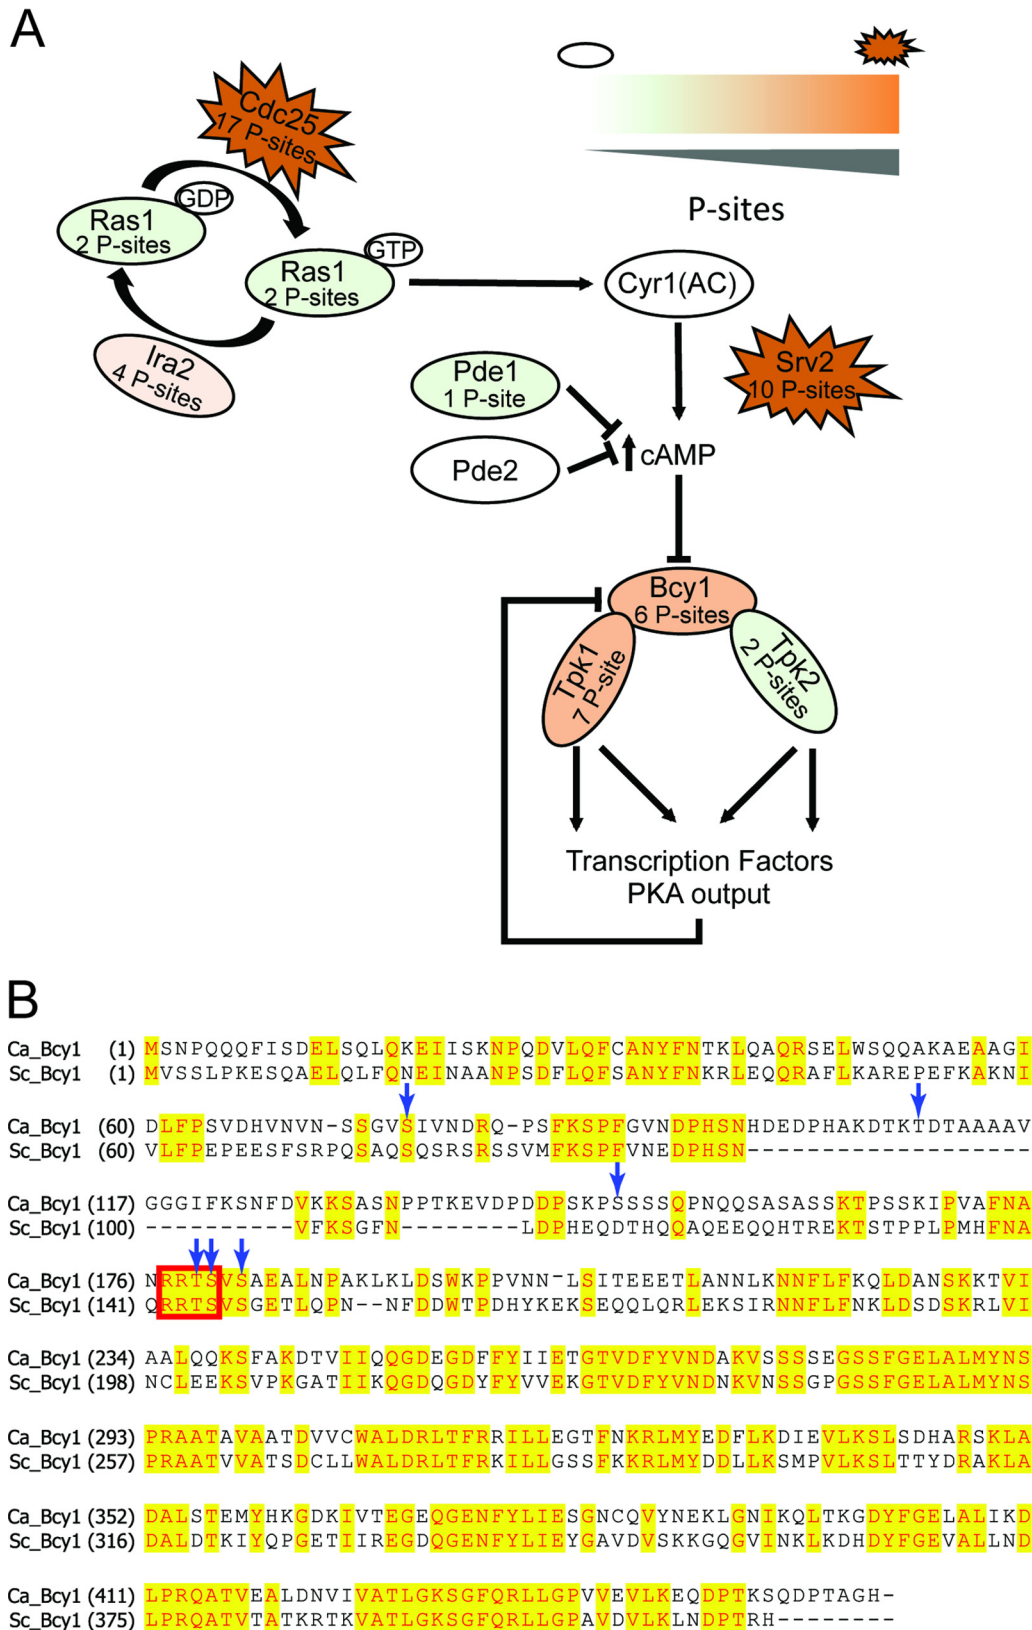 A
P-sites
Cdc25
17 P-sites
GDP
Ras1
2 P-sites
GTP
Ras1
2 P-sites
Cyr1(AC)
Ira2
4 P-sites
Srv2
10 P-sites
Pde1
1 P-site
Pde2
cAMP
Bcy1
6 P-sites
Tpk1
7 P-site
Tpk2
2 P-sites
Transcription Factors
PKA output
B
Ca_Bcy1 (1) MSNPQQQFISDELSQLQKEIISKNPQDVLQFCANYFNTKLQAQRSELWSQQAKAEAAGI
Sc_Bcy1 (1) MVSSLPKESQAELQLFQNEINAANPSDFLQFSANYFNKRLEQQRAFLKAREPEFKAKNI
Ca_Bcy1 (60) DLFPSVDHVNVN-SSGVSIVNDRQ-PSFKSPFGVNDPHSNHDEDPHAKDTKTDTAAAAV
Sc_Bcy1 (60) VLFPEPEESFSRPQSAQSQSRSRSSVMFKSPFVNEDPHSN-------------------
Ca_Bcy1 (117) GGGIFKSNFDVKKSASNPPTKEVDPDDPSKPSSSSQPNQQSASASSKTPSSKIPVAFNA
Sc_Bcy1 (100) ----------VFKSGFN--------LDPHEQDTHQQAQEEQQHTREKTSTPPLPMHFNA
Ca_Bcy1 (176) NRRTSVSAEALNPAKLKLDSWKPPVNN-LSITEEETLANNLKNNFLFKQLDANSKKTVI
Sc_Bcy1 (141) QRRTSVSGETLQPN--NFDDWTPDHYKEKSEQQLQRLEKSIRNNFLFNKLDSDSKRLVI
Ca_Bcy1 (234) AALQQKSFAKDTVIIQQGDEGDFFYIIETGTVDFYVNDAKVSSSSEGSSFGELALMYNS
Sc_Bcy1 (198) NCLEEKSVPKGATIIKQGDQGDYFYVVEKGTVDFYVNDNKVNSSGPGSSFGELALMYNS
Ca_Bcy1 (293) PRAATAVAATDVVCWALDRLTFRRILLEGTFNKRLMYEDFLKDIEVLKSLSDHARSKLA
Sc_Bcy1 (257) PRAATVVATSDCLLWALDRLTFRKILLGSSFKKRLMYDDLLKSMPVLKSLTTYDRAKLA
Ca_Bcy1 (352) DALSTEMYHKGDKIVTEGEQGENFYLIESGNCQVYNEKLGNIKQLTKGDYFGELALIKD
Sc_Bcy1 (316) DALDTKIYQPGETIIREGDQGENFYLIEYGAVDVSKKGQGVINKLKDHDYFGEVALLND
Ca_Bcy1 (411) LPRQATVEALDNVIVATLGKSGFQRLLGPVVEVLKEQDPTKSQDPTAGH-
Sc_Bcy1 (375) LPRQATVTATKRTKVATLGKSGFQRLLGPAVDVLKLNDPTRH--------